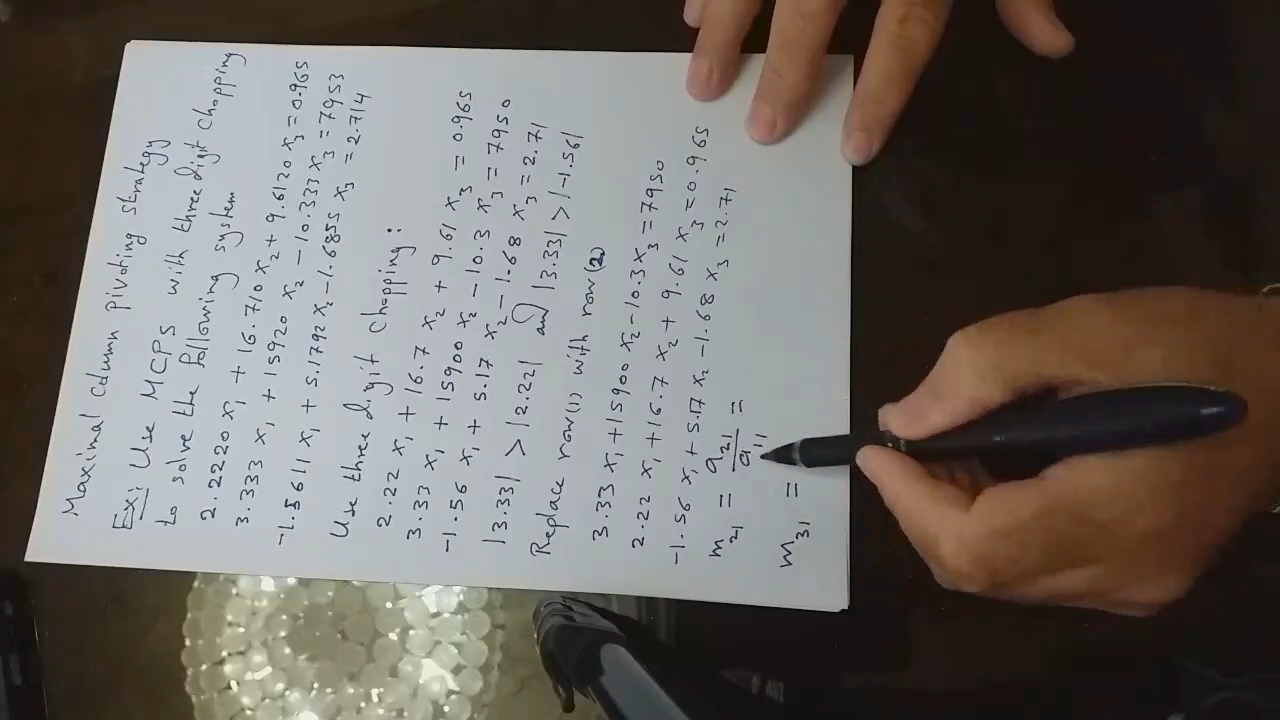 Maximal column pivoting strategy
Ex: Use MCPS with three digit chopping
to solve the following system
2.2220 x₁ + 16.710 x₂ + 9.6120 x₃ = 0.965
3.333 x₁ + 15920 x₂ - 10.333 x₃ = 7953
-1.5611 x₁ + 5.1792 x₂ - 1.6855 x₃ = 2.714
Use three digit chopping:
2.22 x₁ + 16.7 x₂ + 9.61 x₃ = 0.965
3.33 x₁ + 15900 x₂ - 10.3 x₃ = 7950
-1.56 x₁ + 5.17 x₂ - 1.68 x₃ = 2.71
|3.33| > |2.22| and |3.33| > |-1.56|
Replace row(1) with row(2)
3.33 x₁ + 15900 x₂ - 10.3 x₃ = 7950
2.22 x₁ + 16.7 x₂ + 9.61 x₃ = 0.965
-1.56 x₁ + 5.17 x₂ - 1.68 x₃ = 2.71
m₂₁ = a₂₁/a₁₁ =
m₃₁ =